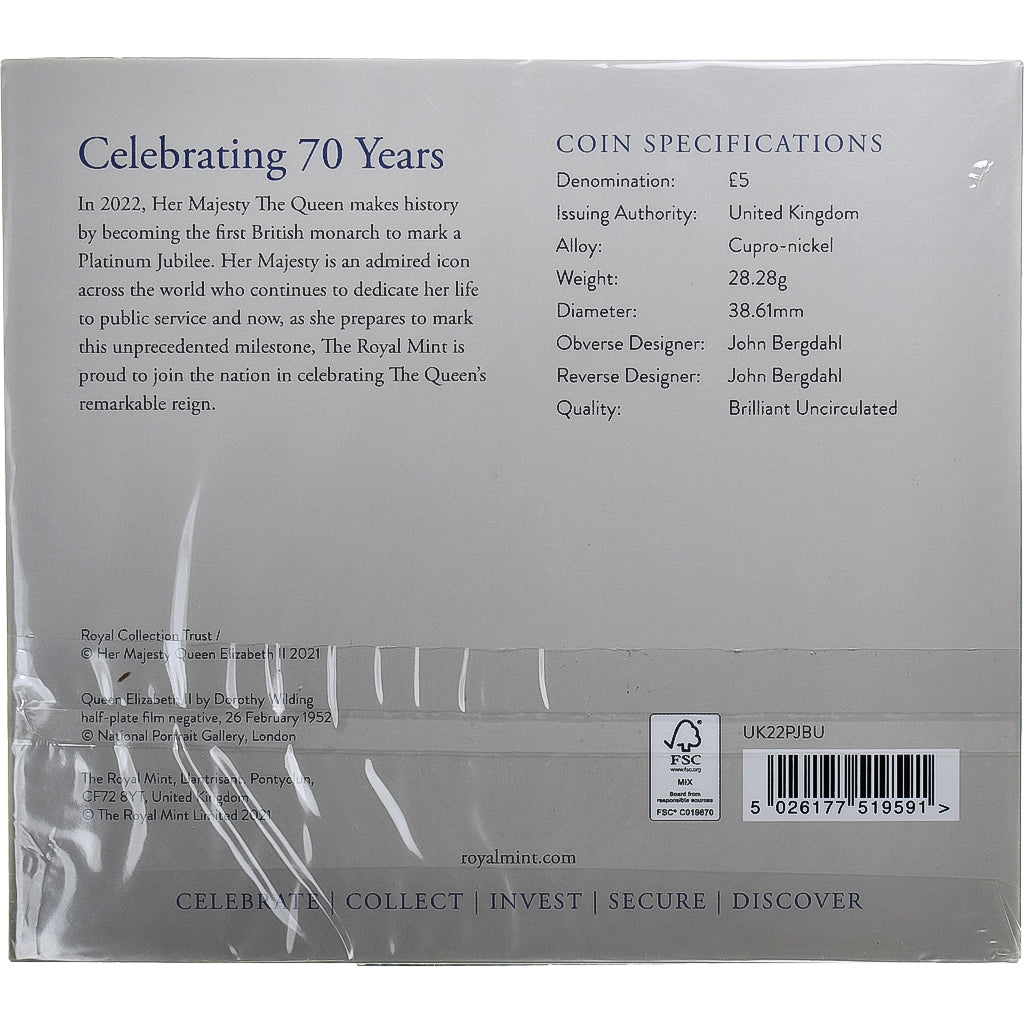 Celebrating 70 Years
In 2022, Her Majesty The Queen makes history
by becoming the first British monarch to mark a
Platinum Jubilee. Her Majesty is an admired icon
across the world who continues to dedicate her life
to public service and now, as she prepares to mark
this unprecedented milestone, The Royal Mint is
proud to join the nation in celebrating The Queen's
remarkable reign.
COIN SPECIFICATIONS
Denomination: £5
Issuing Authority: United Kingdom
Alloy: Cupro-nickel
Weight: 28.28g
Diameter: 38.61mm
Obverse Designer: John Bergdahl
Reverse Designer: John Bergdahl
Quality: Brilliant Uncirculated
Royal Collection Trust /
© Her Majesty Queen Elizabeth II 2021
Queen Elizabeth II by Dorothy Wilding
half-plate film negative, 26 February 1952
© National Portrait Gallery, London
The Royal Mint, Llantrisant, Pontyclun,
CF72 8YT, United Kingdom
© The Royal Mint Limited 2021
FSC
www.fsc.org
MIX
Board from
responsible sources
FSC® C019870
UK22PJBU
5 026177 519591 >
royalmint.com
CELEBRATE | COLLECT | INVEST | SECURE | DISCOVER